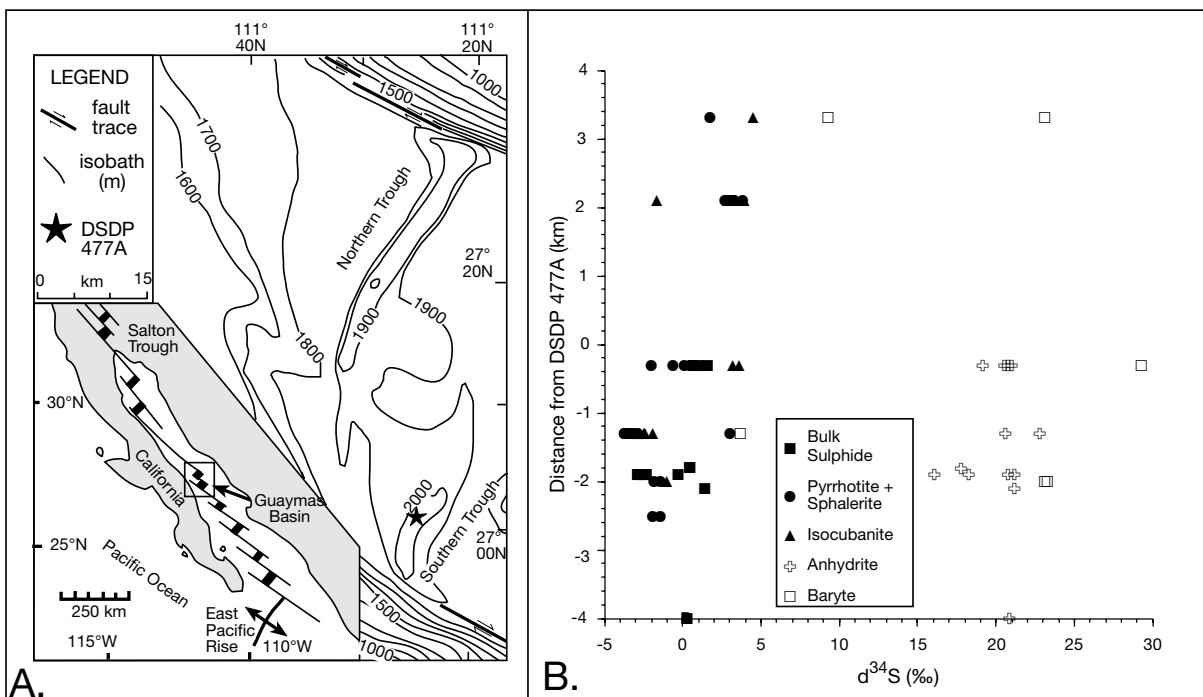 111°
40N
111°
20N
LEGEND
fault
trace
isobath
(m)
DSDP
477A
0 km 15
1000
1500
1700
1600
Northern Trough
27°
20N
1900
1900
1800
Salton
Trough
30°N
California
Guaymas
Basin
2000
Southern Trough
27°
00N
25°N
Pacific Ocean
250 km
East
Pacific
Rise
115°W
110°W
1500
1000
A.
4
3
2
1
0
-1
-2
-3
-4
Distance from DSDP 477A (km)
Bulk
Sulphide
Pyrrhotite +
Sphalerite
Isocubanite
Anhydrite
Baryte
-5 0 5 10 15 20 25 30
d³⁴S (‰)
B.